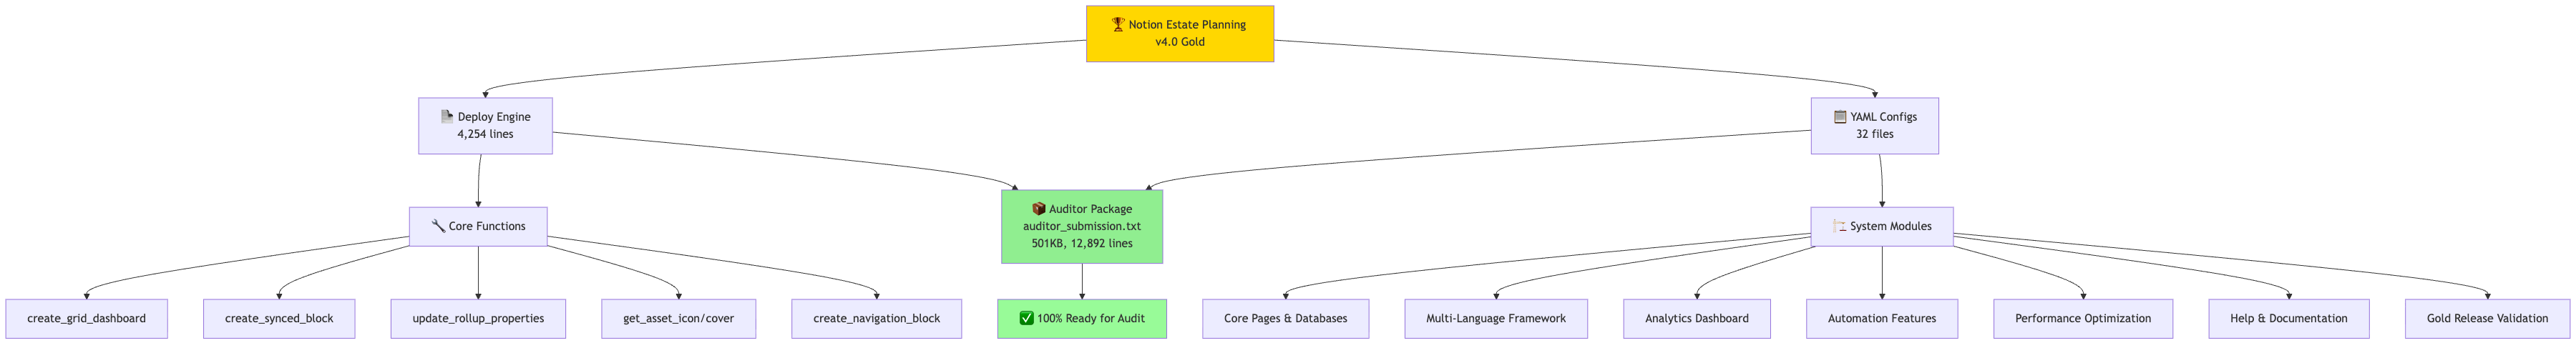 🏆 Notion Estate Planning
v4.0 Gold
📄 Deploy Engine
4,254 lines
📋 YAML Configs
32 files
🔧 Core Functions
📦 Auditor Package
auditor_submission.txt
501KB, 12,892 lines
🏗️ System Modules
create_grid_dashboard
create_synced_block
update_rollup_properties
get_asset_icon/cover
create_navigation_block
✅ 100% Ready for Audit
Core Pages & Databases
Multi-Language Framework
Analytics Dashboard
Automation Features
Performance Optimization
Help & Documentation
Gold Release Validation